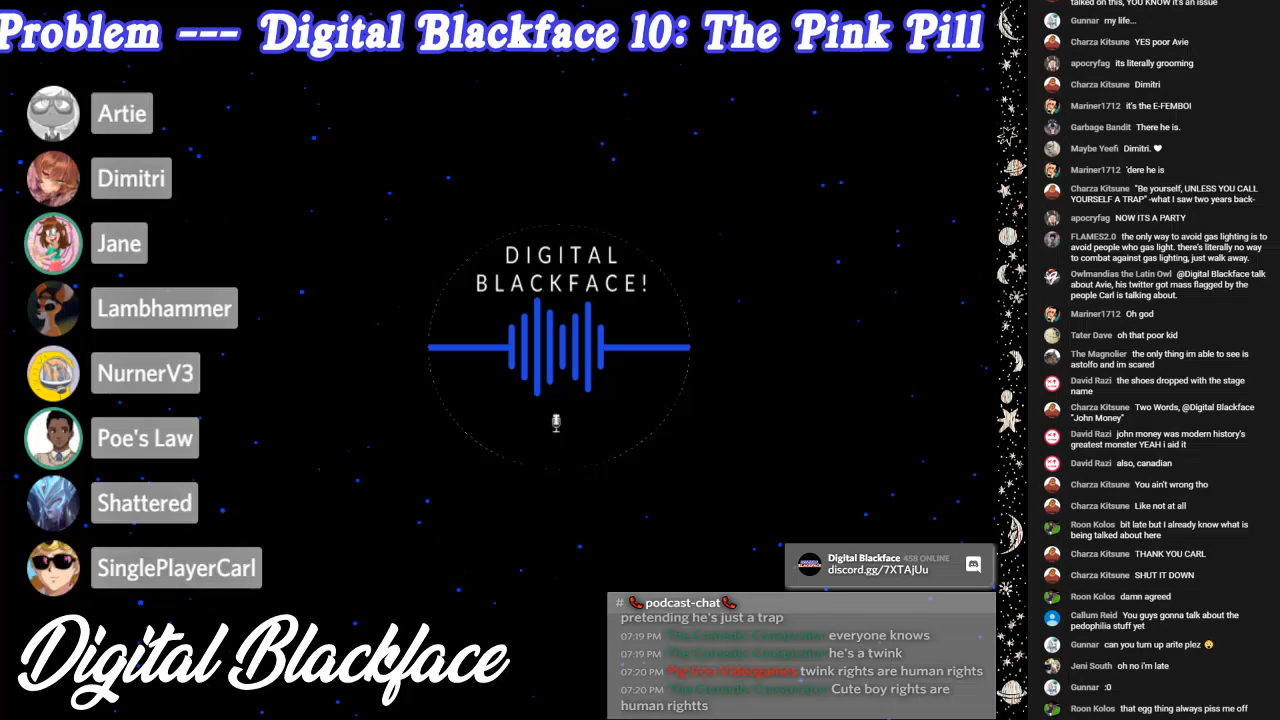 Problem --- Digital Blackface 10: The Pink Pill
Artie
Dimitri
Jane
Lambhammer
NurnerV3
Poe's Law
Shattered
SinglePlayerCarl
Digital Blackface
DIGITAL
BLACKFACE!
Digital Blackface 458 ONLINE
discord.gg/7XTAjUu
# podcast-chat
pretending he's just a trap
07:19 PM everyone knows
07:19 PM he's a twink
07:20 PM twink rights are human rights
07:20 PM Cute boy rights are
human rightts
talked on this, YOU KNOW it's an issue
Gunnar my life...
Charza Kitsune YES poor Avie
apocryfag its literally grooming
Charza Kitsune Dimitri
Mariner1712 it's the E-FEMBOI
Garbage Bandit There he is.
Maybe Yeefi Dimitri. ❤
Mariner1712 'dere he is
Charza Kitsune "Be yourself, UNLESS YOU CALL
YOURSELF A TRAP" -what I saw two years back-
apocryfag NOW ITS A PARTY
FLAMES2.0 the only way to avoid gas lighting is to
avoid people who gas light. there's literally no way
to combat against gas lighting, just walk away.
Owlmandias the Latin Owl @Digital Blackface talk
about Avie, his twitter got mass flagged by the
people Carl is talking about.
Mariner1712 Oh god
Tater Dave oh that poor kid
The Magnolier the only thing im able to see is
astolfo and im scared
David Razi the shoes dropped with the stage
name
Charza Kitsune Two Words, @Digital Blackface
"John Money"
David Razi john money was modern history's
greatest monster YEAH i aid it
David Razi also, canadian
Charza Kitsune You ain't wrong tho
Charza Kitsune Like not at all
Roon Kolos bit late but I already know what is
being talked about here
Charza Kitsune THANK YOU CARL
Charza Kitsune SHUT IT DOWN
Roon Kolos damn agreed
Callum Reid You guys gonna talk about the
pedophilia stuff yet
Gunnar can you turn up arite plez 😮
Jeni South oh no i'm late
Gunnar :0
Roon Kolos that egg thing always piss me off